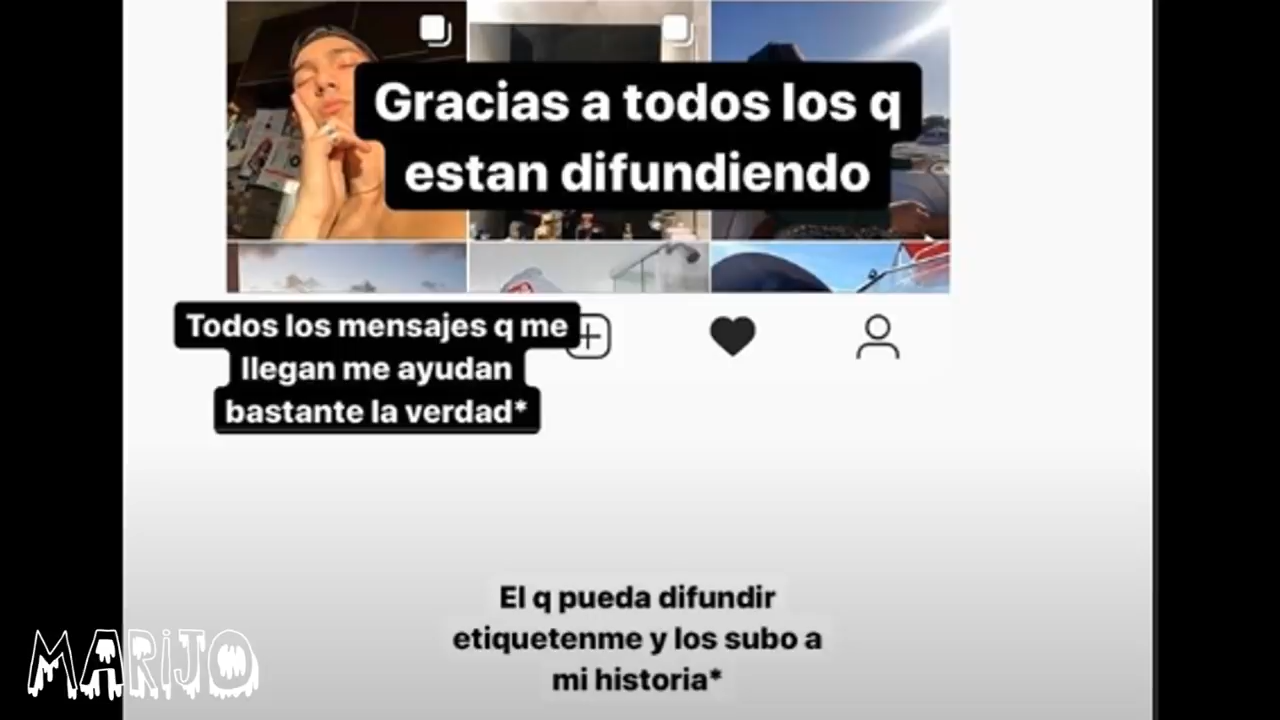 Gracias a todos los q
estan difundiendo
Todos los mensajes q me
llegan me ayudan
bastante la verdad*
El q pueda difundir
etiquetenme y los subo a
mi historia*
MARiJO